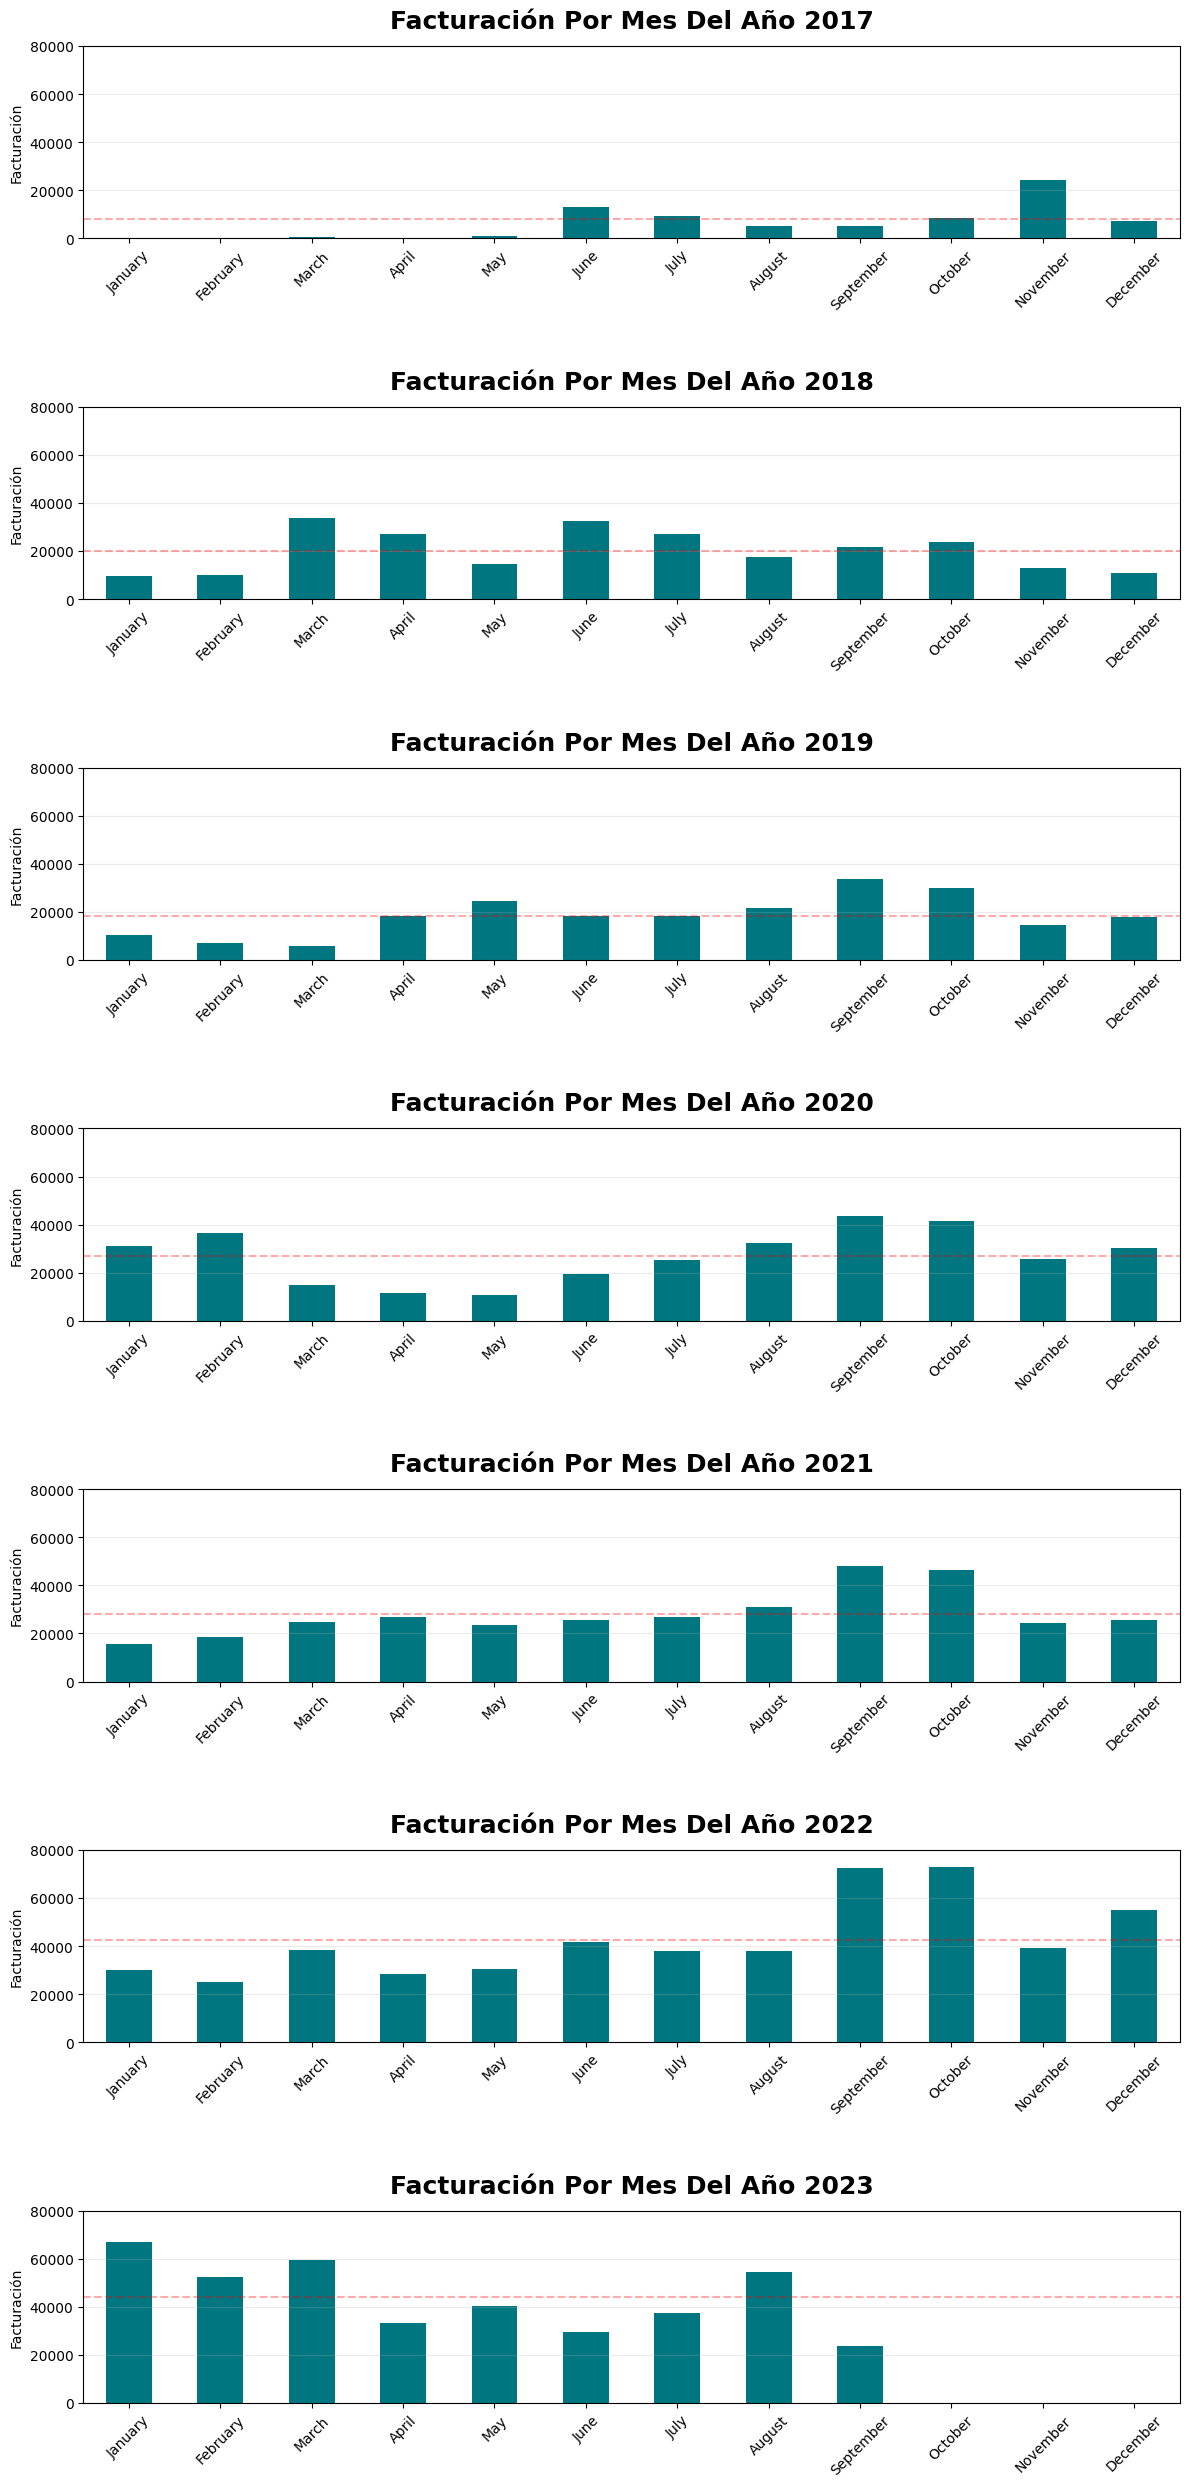 Facturación Por Mes Del Año 2017
80000
60000
40000
20000
0
Facturación
January February March April May June July August September October November December
Facturación Por Mes Del Año 2018
80000
60000
40000
20000
0
Facturación
January February March April May June July August September October November December
Facturación Por Mes Del Año 2019
80000
60000
40000
20000
0
Facturación
January February March April May June July August September October November December
Facturación Por Mes Del Año 2020
80000
60000
40000
20000
0
Facturación
January February March April May June July August September October November December
Facturación Por Mes Del Año 2021
80000
60000
40000
20000
0
Facturación
January February March April May June July August September October November December
Facturación Por Mes Del Año 2022
80000
60000
40000
20000
0
Facturación
January February March April May June July August September October November December
Facturación Por Mes Del Año 2023
80000
60000
40000
20000
0
Facturación
January February March April May June July August September October November December